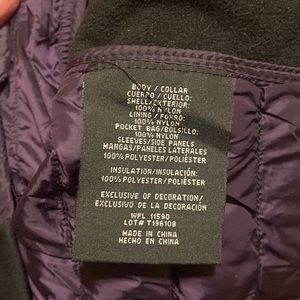 BODY / COLLAR
CUERPO / CUELLO:
SHELL/EXTERIOR:
100% NYLON
LINING / FORRO:
100% NYLON
POCKET BAG/BOLSILLO:
100% NYLON
SLEEVES/SIDE PANELS
MANGAS/PANELES LATERALES
100% POLYESTER/POLIÉSTER
INSULATION/INSULACIÓN:
100% POLYESTER/POLIÉSTER
EXCLUSIVE OF DECORATION/
EXCLUSIVO DE LA DECORACIÓN
WPL 11590
LOT# T196108
MADE IN CHINA
HECHO EN CHINA